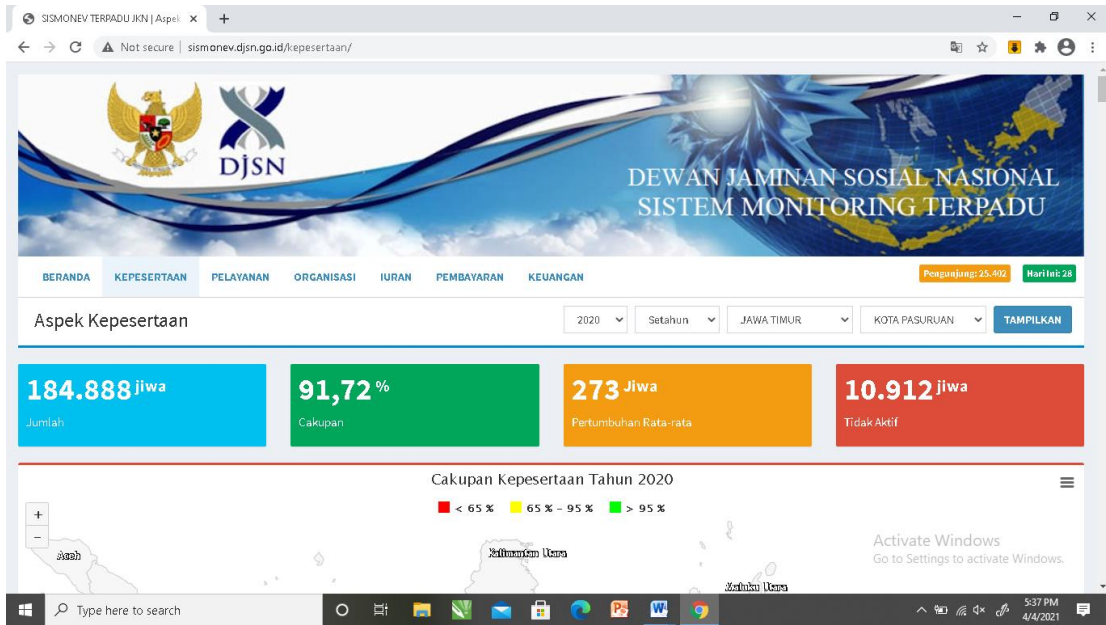 SISMONEV TERPADU JKN | Aspek
Not secure | sismonev.djsn.go.id/kepesertaan/
DJSN
DEWAN JAMINAN SOSIAL NASIONAL
SISTEM MONITORING TERPADU
BERANDA KEPESERTAAN PELAYANAN ORGANISASI IURAN PEMBAYARAN KEUANGAN Pengunjung: 25.402 Hari Ini: 28
Aspek Kepesertaan 2020 Setahun JAWA TIMUR KOTA PASURUAN TAMPILKAN
184.888 jiwa 91,72 % 273 Jiwa 10.912 jiwa
Jumlah Cakupan Pertumbuhan Rata-rata Tidak Aktif
Cakupan Kepesertaan Tahun 2020
< 65 % 65 % - 95 % > 95 %
+
-
Aceh Kalimantan Utara
Maluku Utara
Activate Windows
Go to Settings to activate Windows.
Type here to search
5:37 PM
4/4/2021